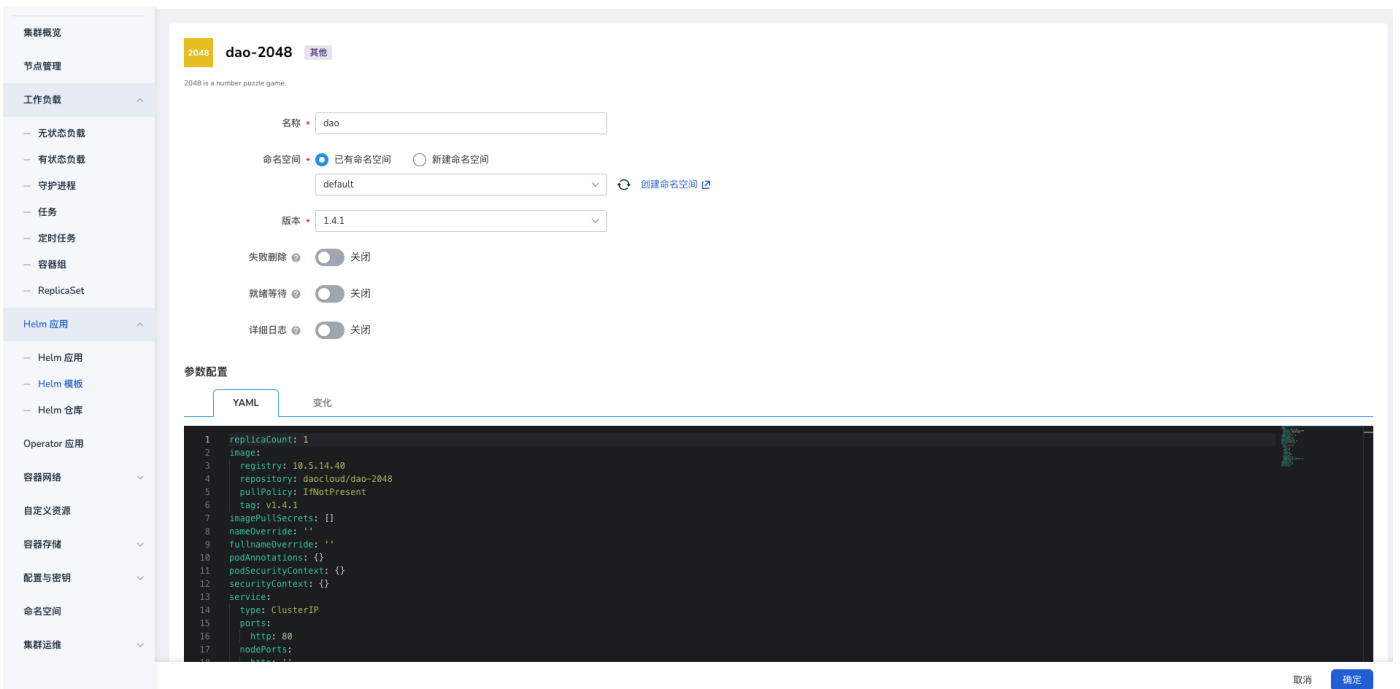 集群概览
节点管理
工作负载
无状态负载
有状态负载
守护进程
任务
定时任务
容器组
ReplicaSet
Helm 应用
Helm 应用
Helm 模板
Helm 仓库
Operator 应用
容器网络
自定义资源
容器存储
配置与密钥
命名空间
集群运维
2048 dao-2048 其他
2048 is a number puzzle game.
名称 • dao
命名空间 • 已有命名空间 新建命名空间
default 创建命名空间
版本 • 1.4.1
失败删除 关闭
就绪等待 关闭
详细日志 关闭
参数配置
YAML 变化
1 replicaCount: 1
2 image:
3 registry: 10.5.14.40
4 repository: daocloud/dao-2048
5 pullPolicy: IfNotPresent
6 tag: v1.4.1
7 imagePullSecrets: []
8 nameOverride: ''
9 fullnameOverride: ''
10 podAnnotations: {}
11 podSecurityContext: {}
12 securityContext: {}
13 service:
14 type: ClusterIP
15 ports:
16 http: 80
17 nodePorts:
18 http: ''
取消 确定